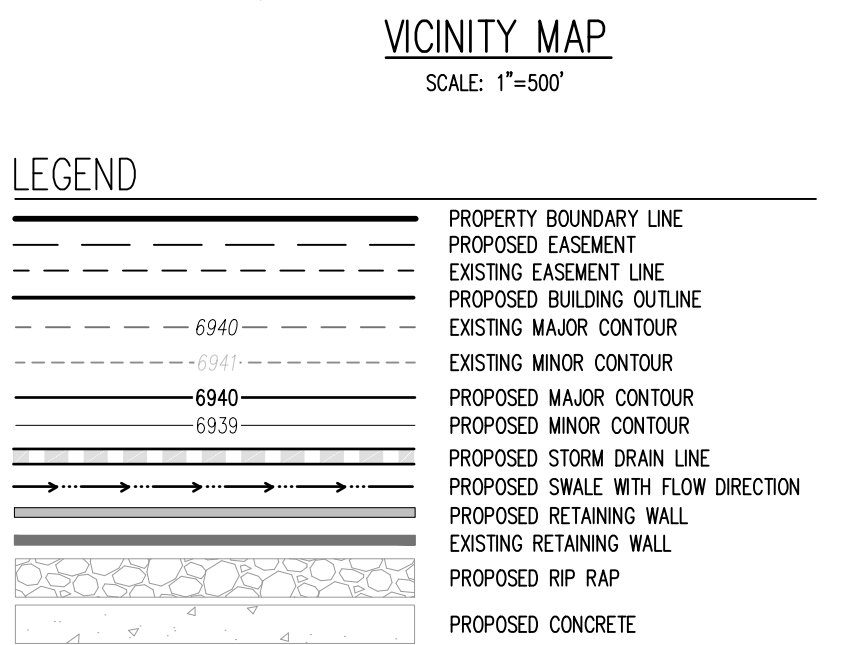 VICINITY MAP
SCALE: 1"=500'
LEGEND
PROPERTY BOUNDARY LINE
PROPOSED EASEMENT
EXISTING EASEMENT LINE
PROPOSED BUILDING OUTLINE
6940 EXISTING MAJOR CONTOUR
6941 EXISTING MINOR CONTOUR
6940 PROPOSED MAJOR CONTOUR
6939 PROPOSED MINOR CONTOUR
PROPOSED STORM DRAIN LINE
PROPOSED SWALE WITH FLOW DIRECTION
PROPOSED RETAINING WALL
EXISTING RETAINING WALL
PROPOSED RIP RAP
PROPOSED CONCRETE